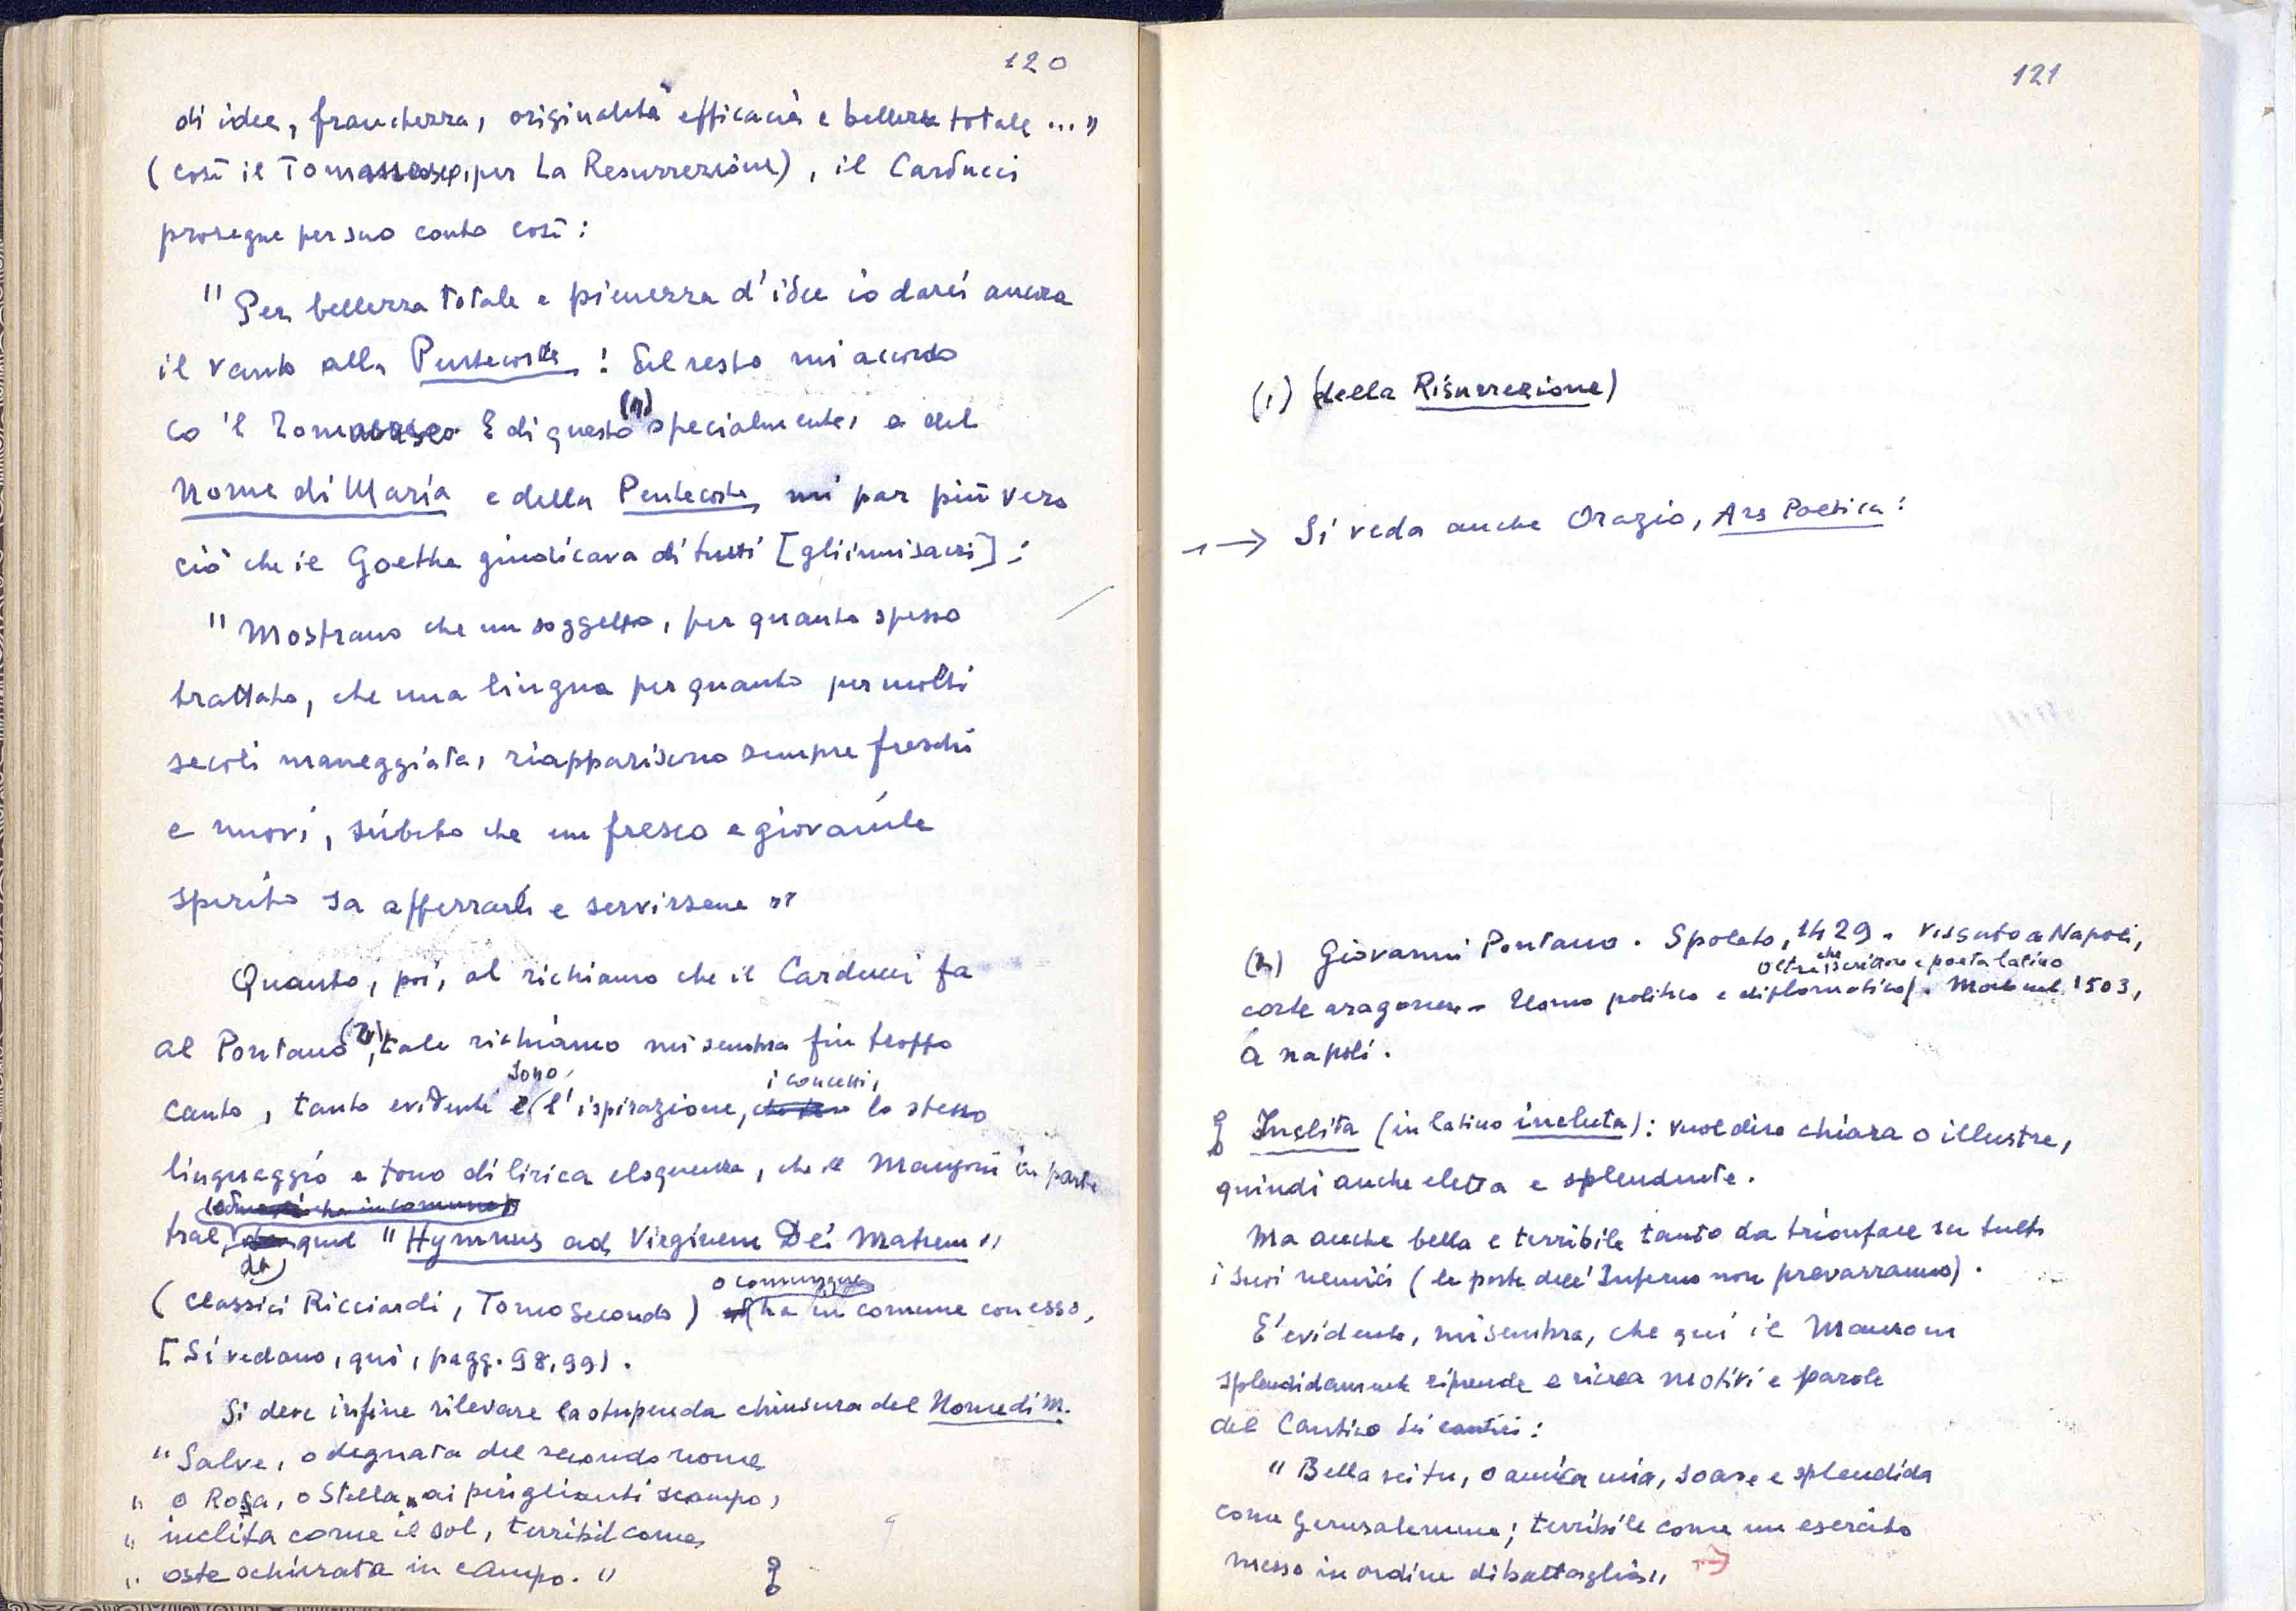 120
di idee, franchezza, originalità efficacia e bellezza totale ..."
(così il Tommaseo, per La Resurrezione), il Carducci
prosegue per suo conto così:
"Per bellezza totale e pienezza d'idee io darei ancora
il vanto alla Pentecoste! Del resto mi accordo
co 'l Tommaseo. E di questo (1) specialmente, e del
Nome di Maria e della Pentecoste, mi par più vero
ciò che il Goethe giudicava di tutti [gli inni sacri]:
"Mostrano che un soggetto, per quanto spesso
trattato, che una lingua per quanto per molti
secoli maneggiata, riappariscono sempre freschi
e nuovi, sùbito che un fresco e giovanile
spirito sa afferrarli e servirsene"
Quanto, poi, al richiamo che il Carducci fa
al Pontano (2), tale richiamo mi sembra fin troppo
sono i concetti,
cauto, tanto evidenti è l'ispirazione, lo stesso
linguaggio e tono di lirica eloquenza, che il Manzoni in parte
ha in comune
trae da quel "Hymnus ad Virginem Dei Matrem"
o comunque
(Classici Ricciardi, Tomo Secondo) ha in comune con esso,
[Si vedano, qui, pagg. 98, 99).
Si deve infine rilevare la stupenda chiusura del Nome di M.
"Salve, o degnata del secondo nome
" o Rosa, o Stella ai periglianti scampo,
" inclita come il sol, terribil come
" oste schierata in campo."
121
(1) (della Risurrezione)
→ Si veda anche Orazio, Ars Poetica:
(2) Giovanni Pontano. Spoleto, 1429. Vissuto a Napoli,
oltre che scrittore e poeta latino
corte aragonese - Uomo politico e diplomatico. Morto nel 1503,
a Napoli.
Inclita (in latino incluta): vuol dire chiara o illustre,
quindi anche eletta e splendente.
Ma anche bella e terribile tanto da trionfare su tutti
i suoi nemici (le porte dell'Inferno non prevarranno).
E' evidente, mi sembra, che qui il Manzoni
splendidamente riprende e ricrea motivi e parole
del Cantico dei cantici:
"Bella sei tu, o amica mia, soave e splendida
come Gerusalemme; terribile come un esercito
messo in ordine di battaglia" →